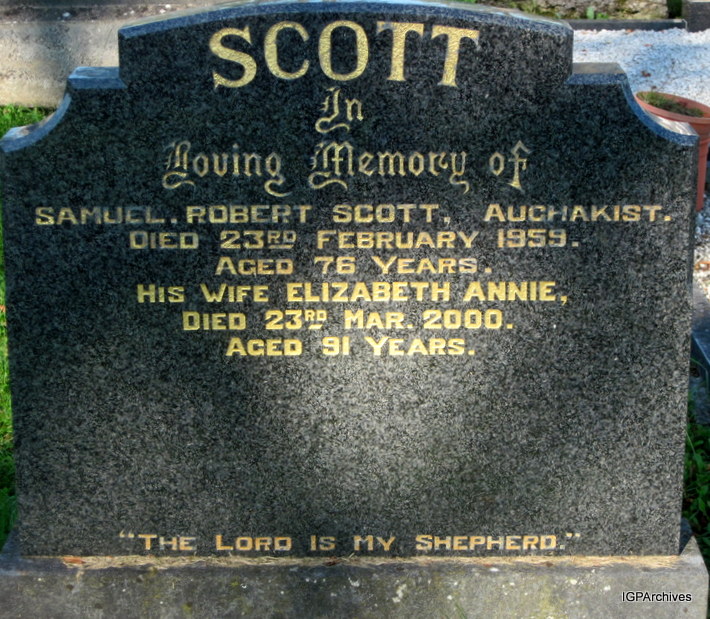 SCOTT
In
Loving Memory of
SAMUEL. ROBERT SCOTT, AUCHAKIST.
DIED 23RD FEBRUARY 1959.
AGED 76 YEARS.
HIS WIFE ELIZABETH ANNIE,
DIED 23RD MAR. 2000.
AGED 91 YEARS.
"THE LORD IS MY SHEPHERD."
IGPArchives